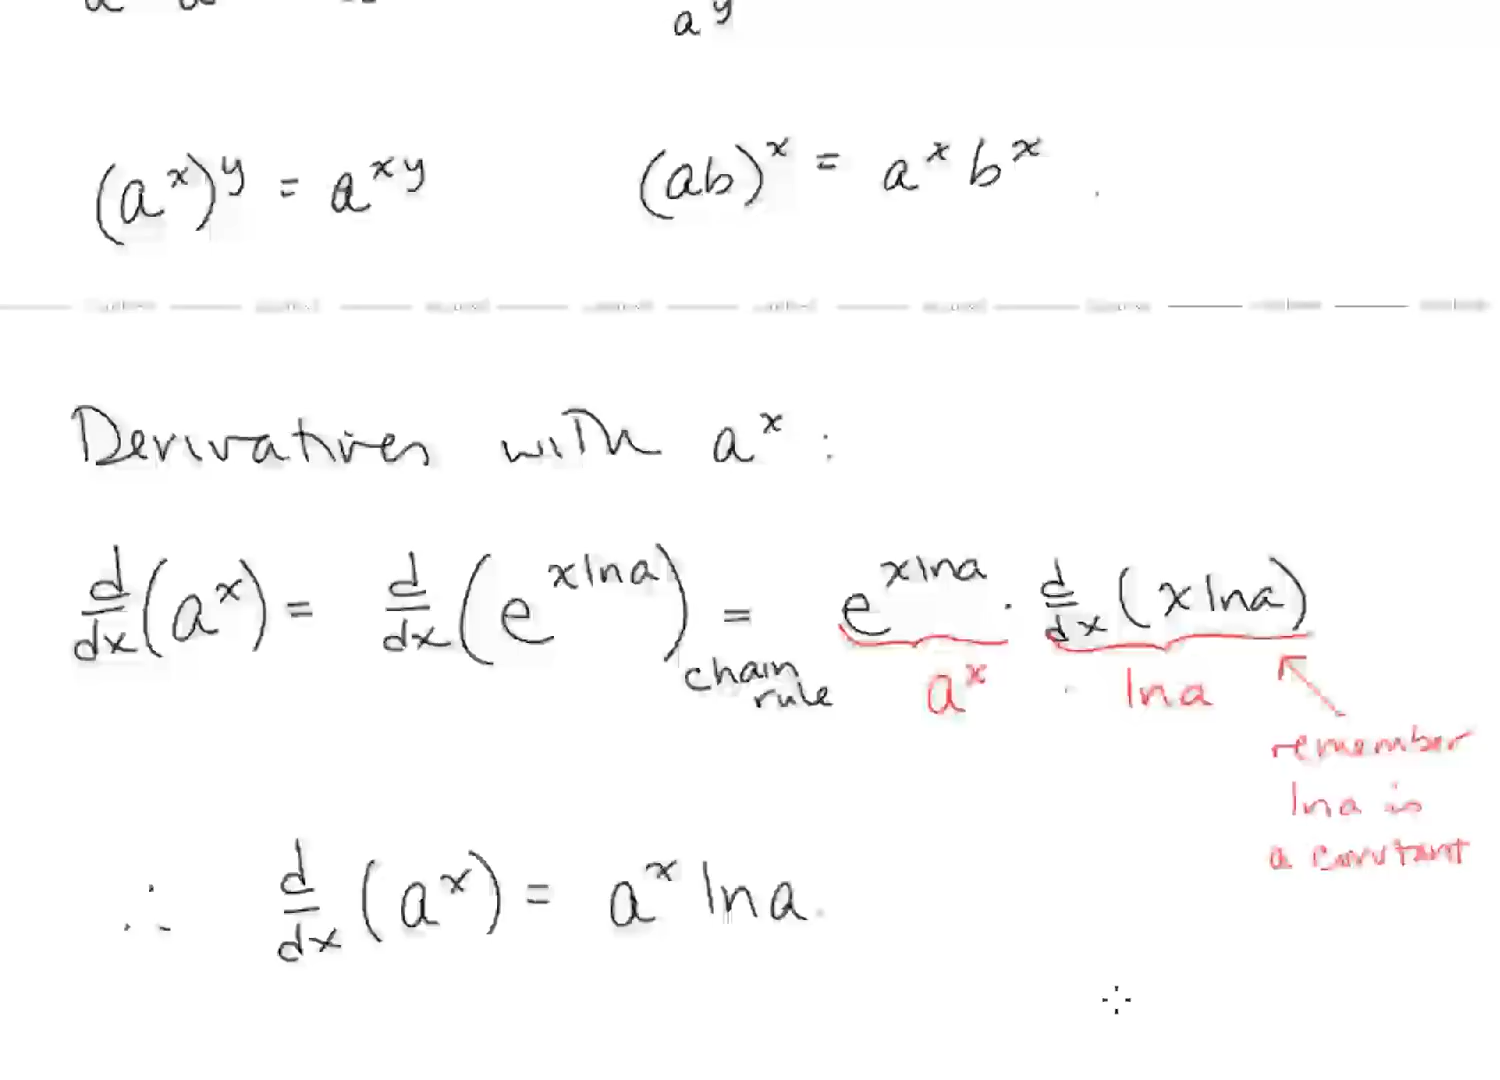 a^y
(a^x)^y = a^{xy}    (ab)^x = a^x b^x
Derivatives with a^x :
d/dx (a^x) = d/dx (e^{x ln a}) = e^{x ln a} · d/dx (x ln a)
chain rule
a^x · ln a
remember
ln a is
a constant
∴ d/dx (a^x) = a^x ln a.